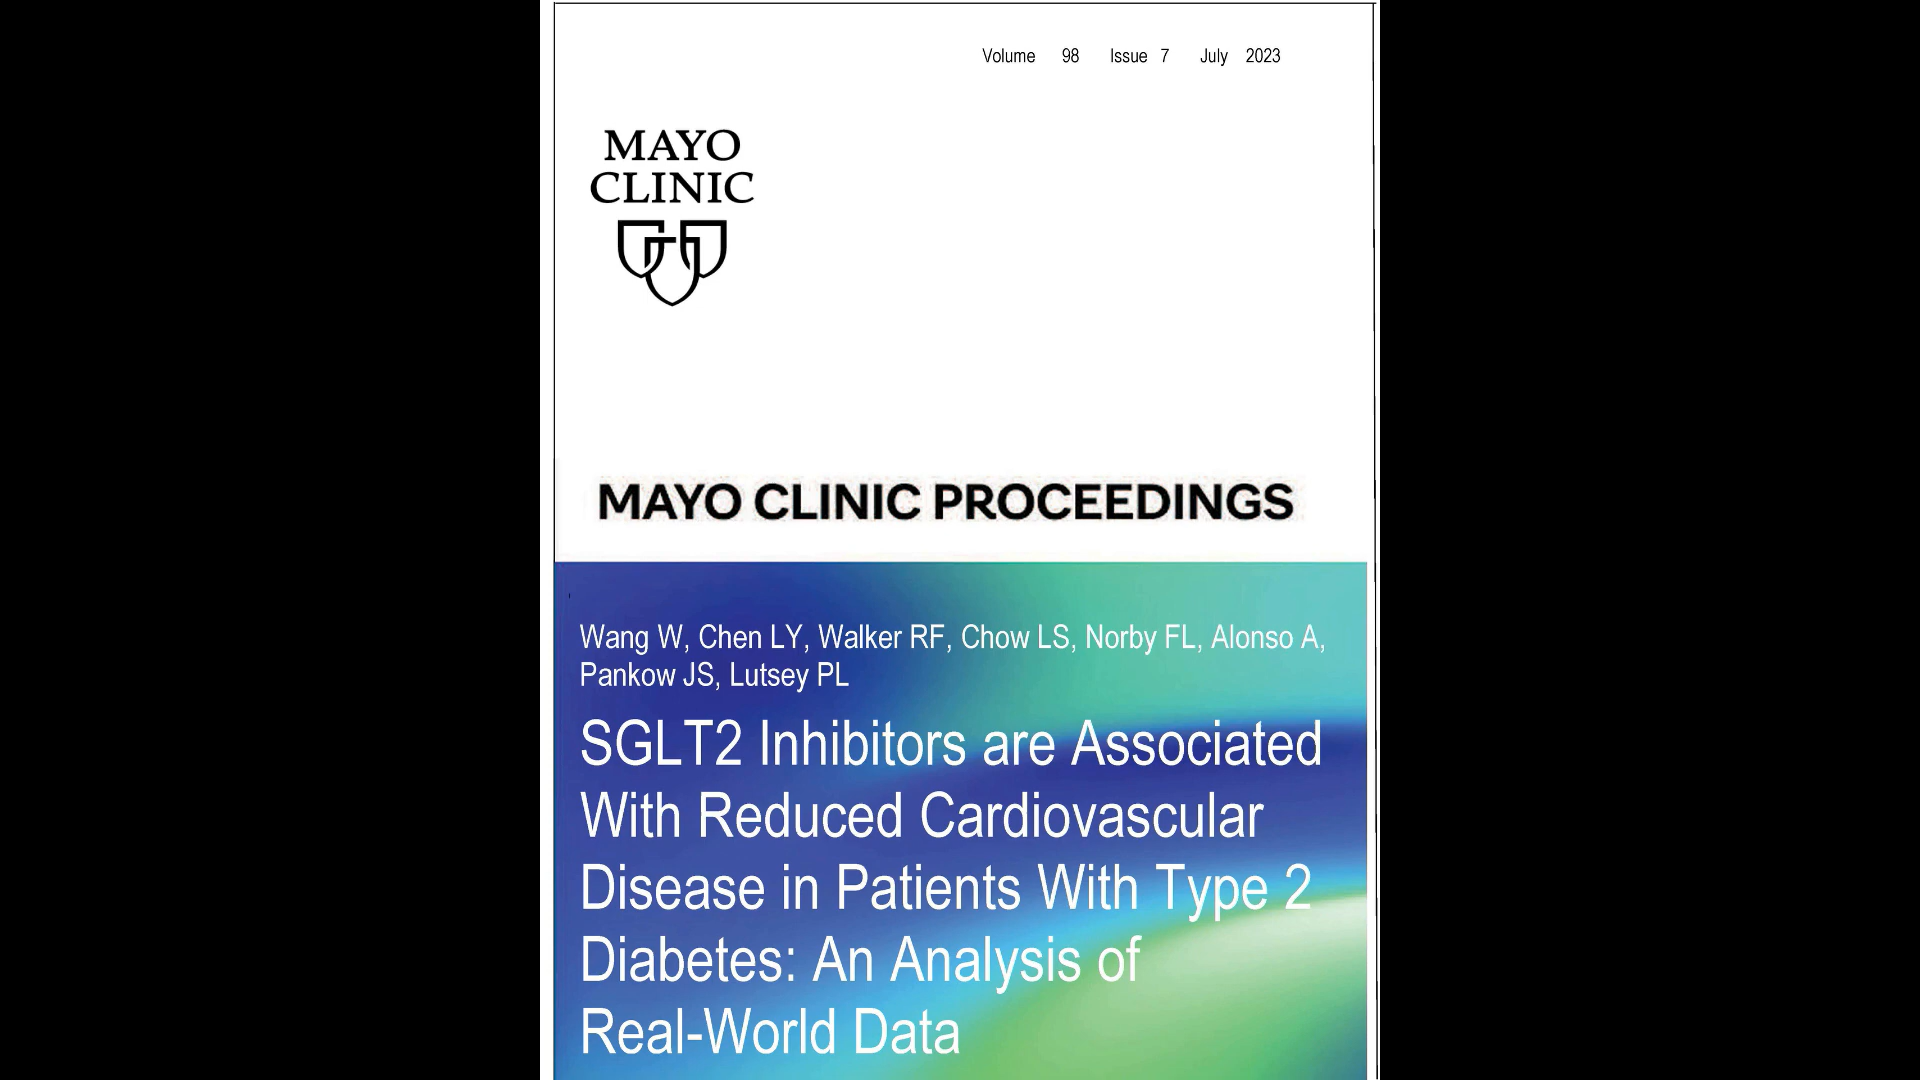 Volume 98 Issue 7 July 2023
MAYO
CLINIC
MAYO CLINIC PROCEEDINGS
Wang W, Chen LY, Walker RF, Chow LS, Norby FL, Alonso A,
Pankow JS, Lutsey PL
SGLT2 Inhibitors are Associated
With Reduced Cardiovascular
Disease in Patients With Type 2
Diabetes: An Analysis of
Real-World Data